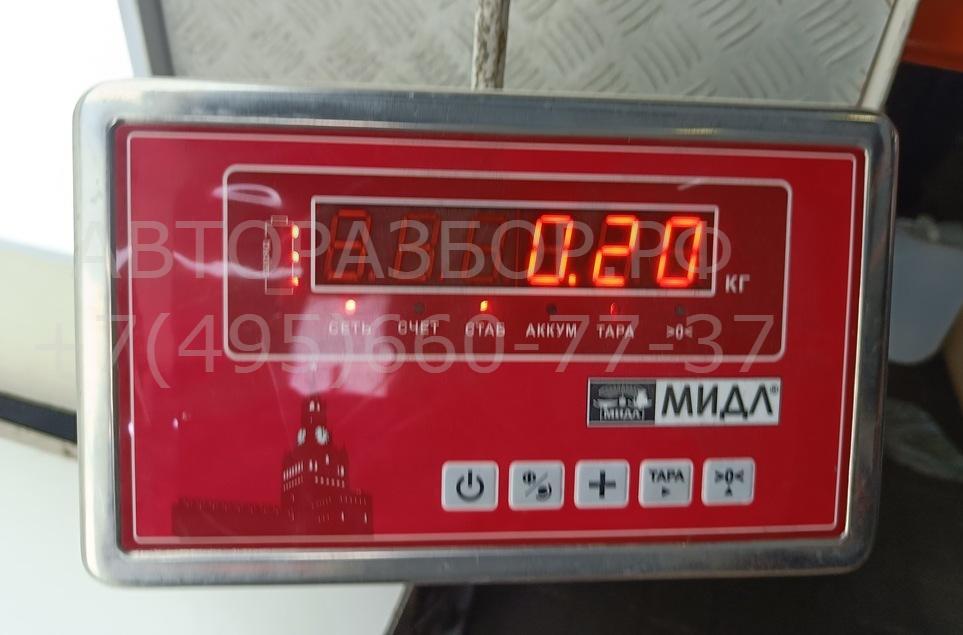 0.20
КГ
СЕТЬ СЧЕТ СТАБ АККУМ ТАРА >0<
АВТОРАЗБОР.РФ
+7(495)660-77-37
МИДЛ МИДЛ®
ТАРА >0<